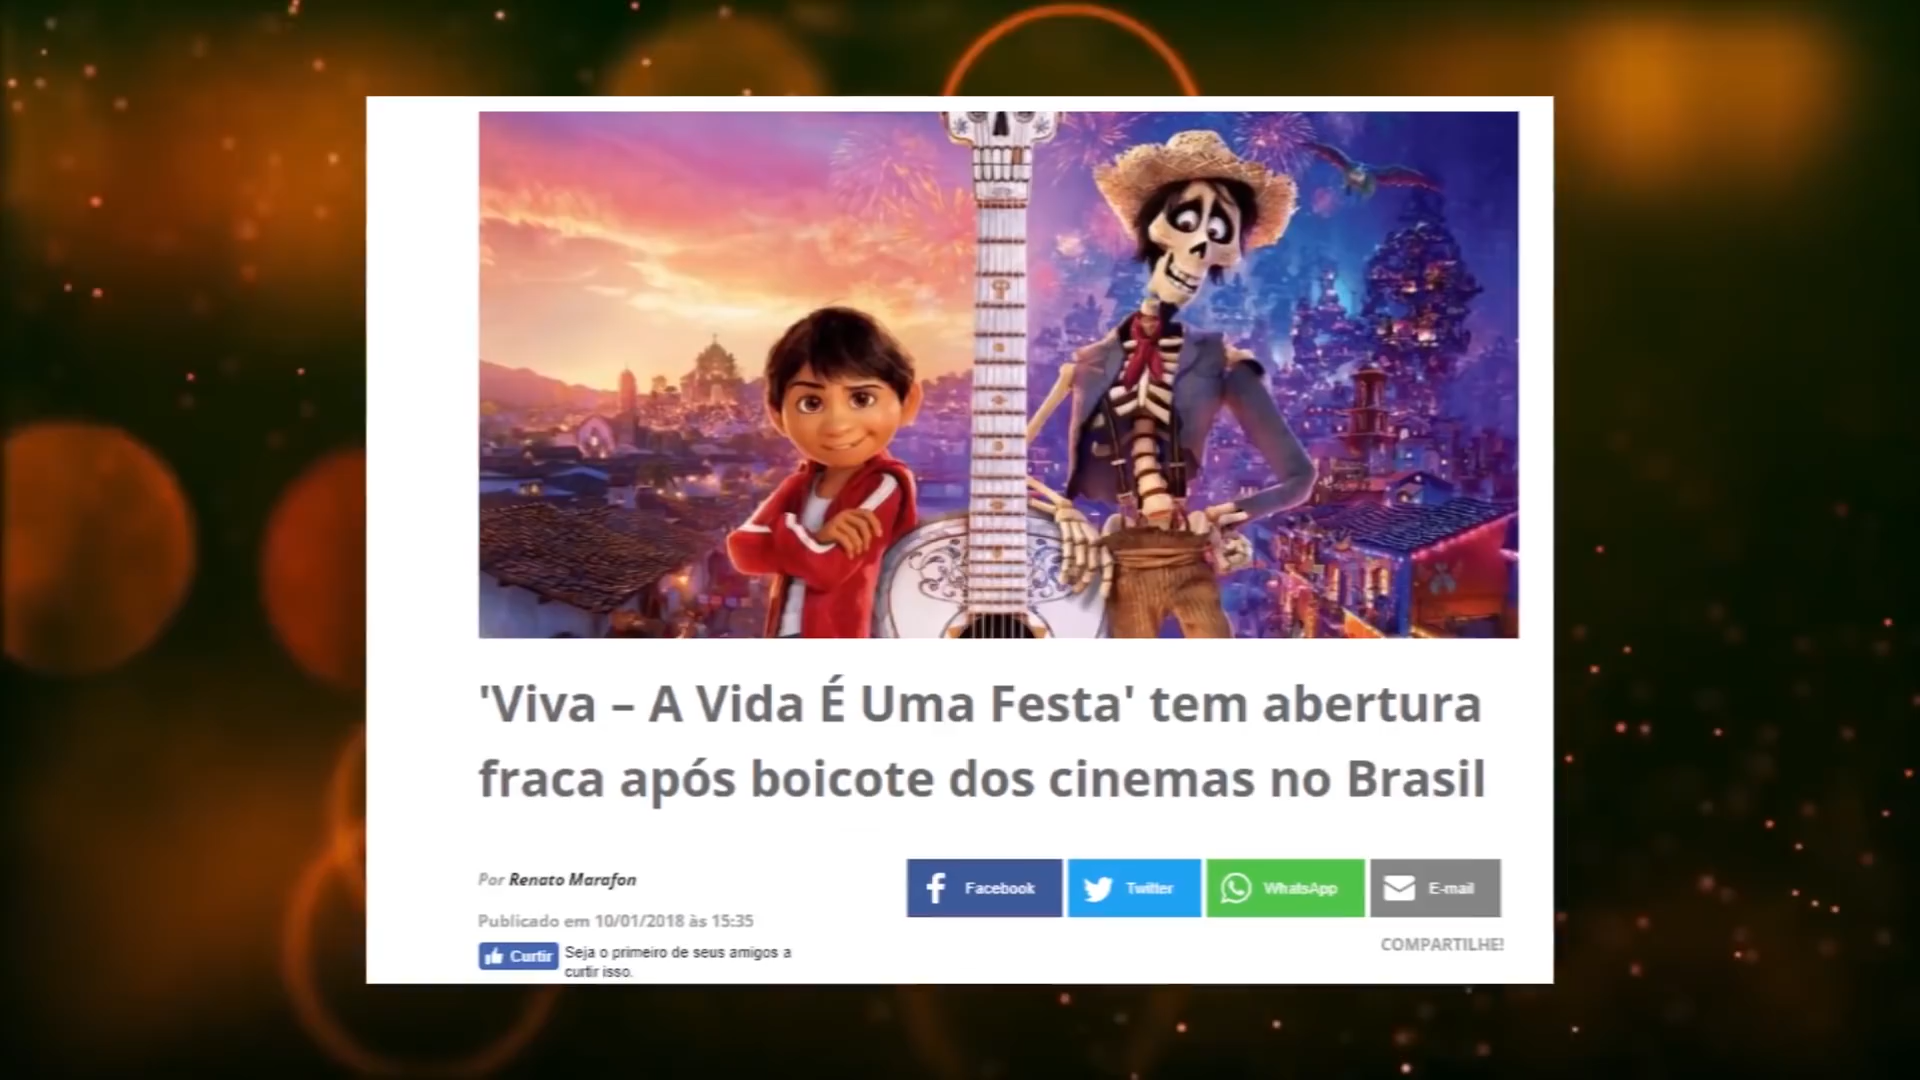 'Viva – A Vida É Uma Festa' tem abertura
fraca após boicote dos cinemas no Brasil
Por Renato Marafon
Publicado em 10/01/2018 às 15:35
Curtir
Seja o primeiro de seus amigos a
curtir isso.
Facebook
Twitter
WhatsApp
E-mail
COMPARTILHE!